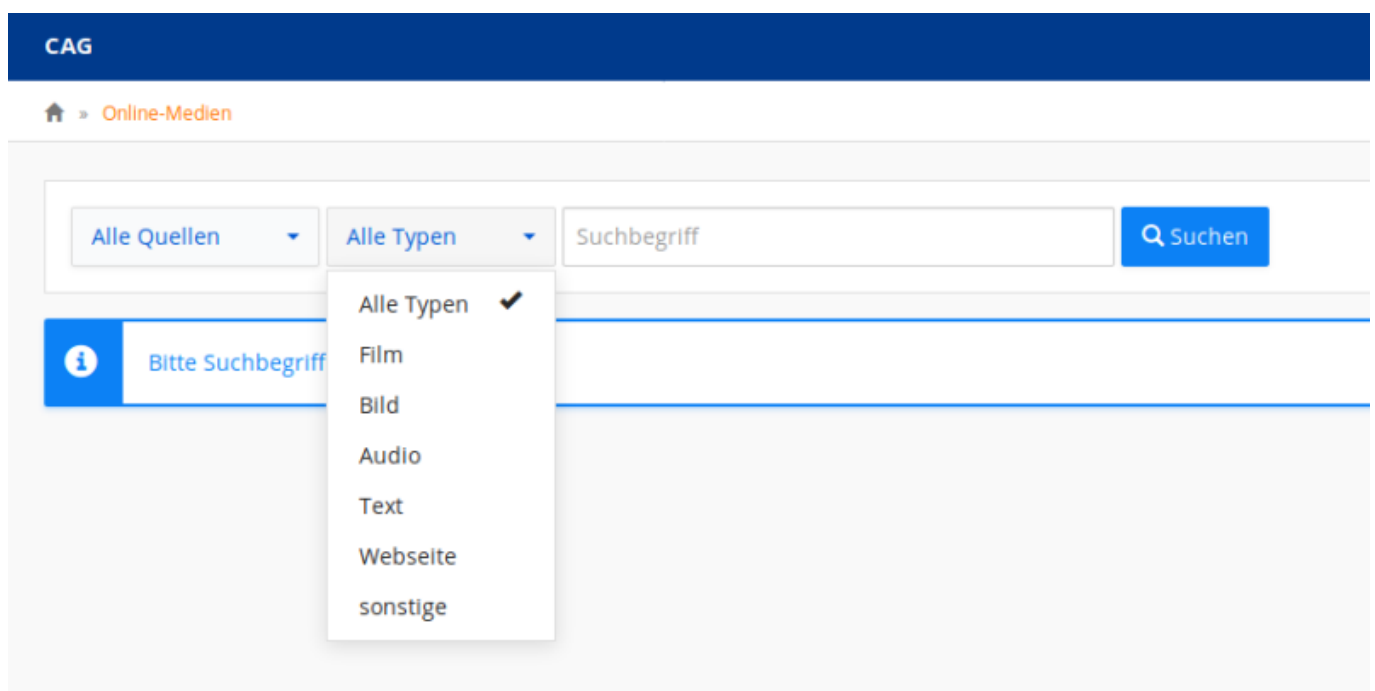 CAG
» Online-Medien
Alle Quellen Alle Typen Suchbegriff Suchen
Alle Typen
Film
Bitte Suchbegriff
Bild
Audio
Text
Webseite
sonstige